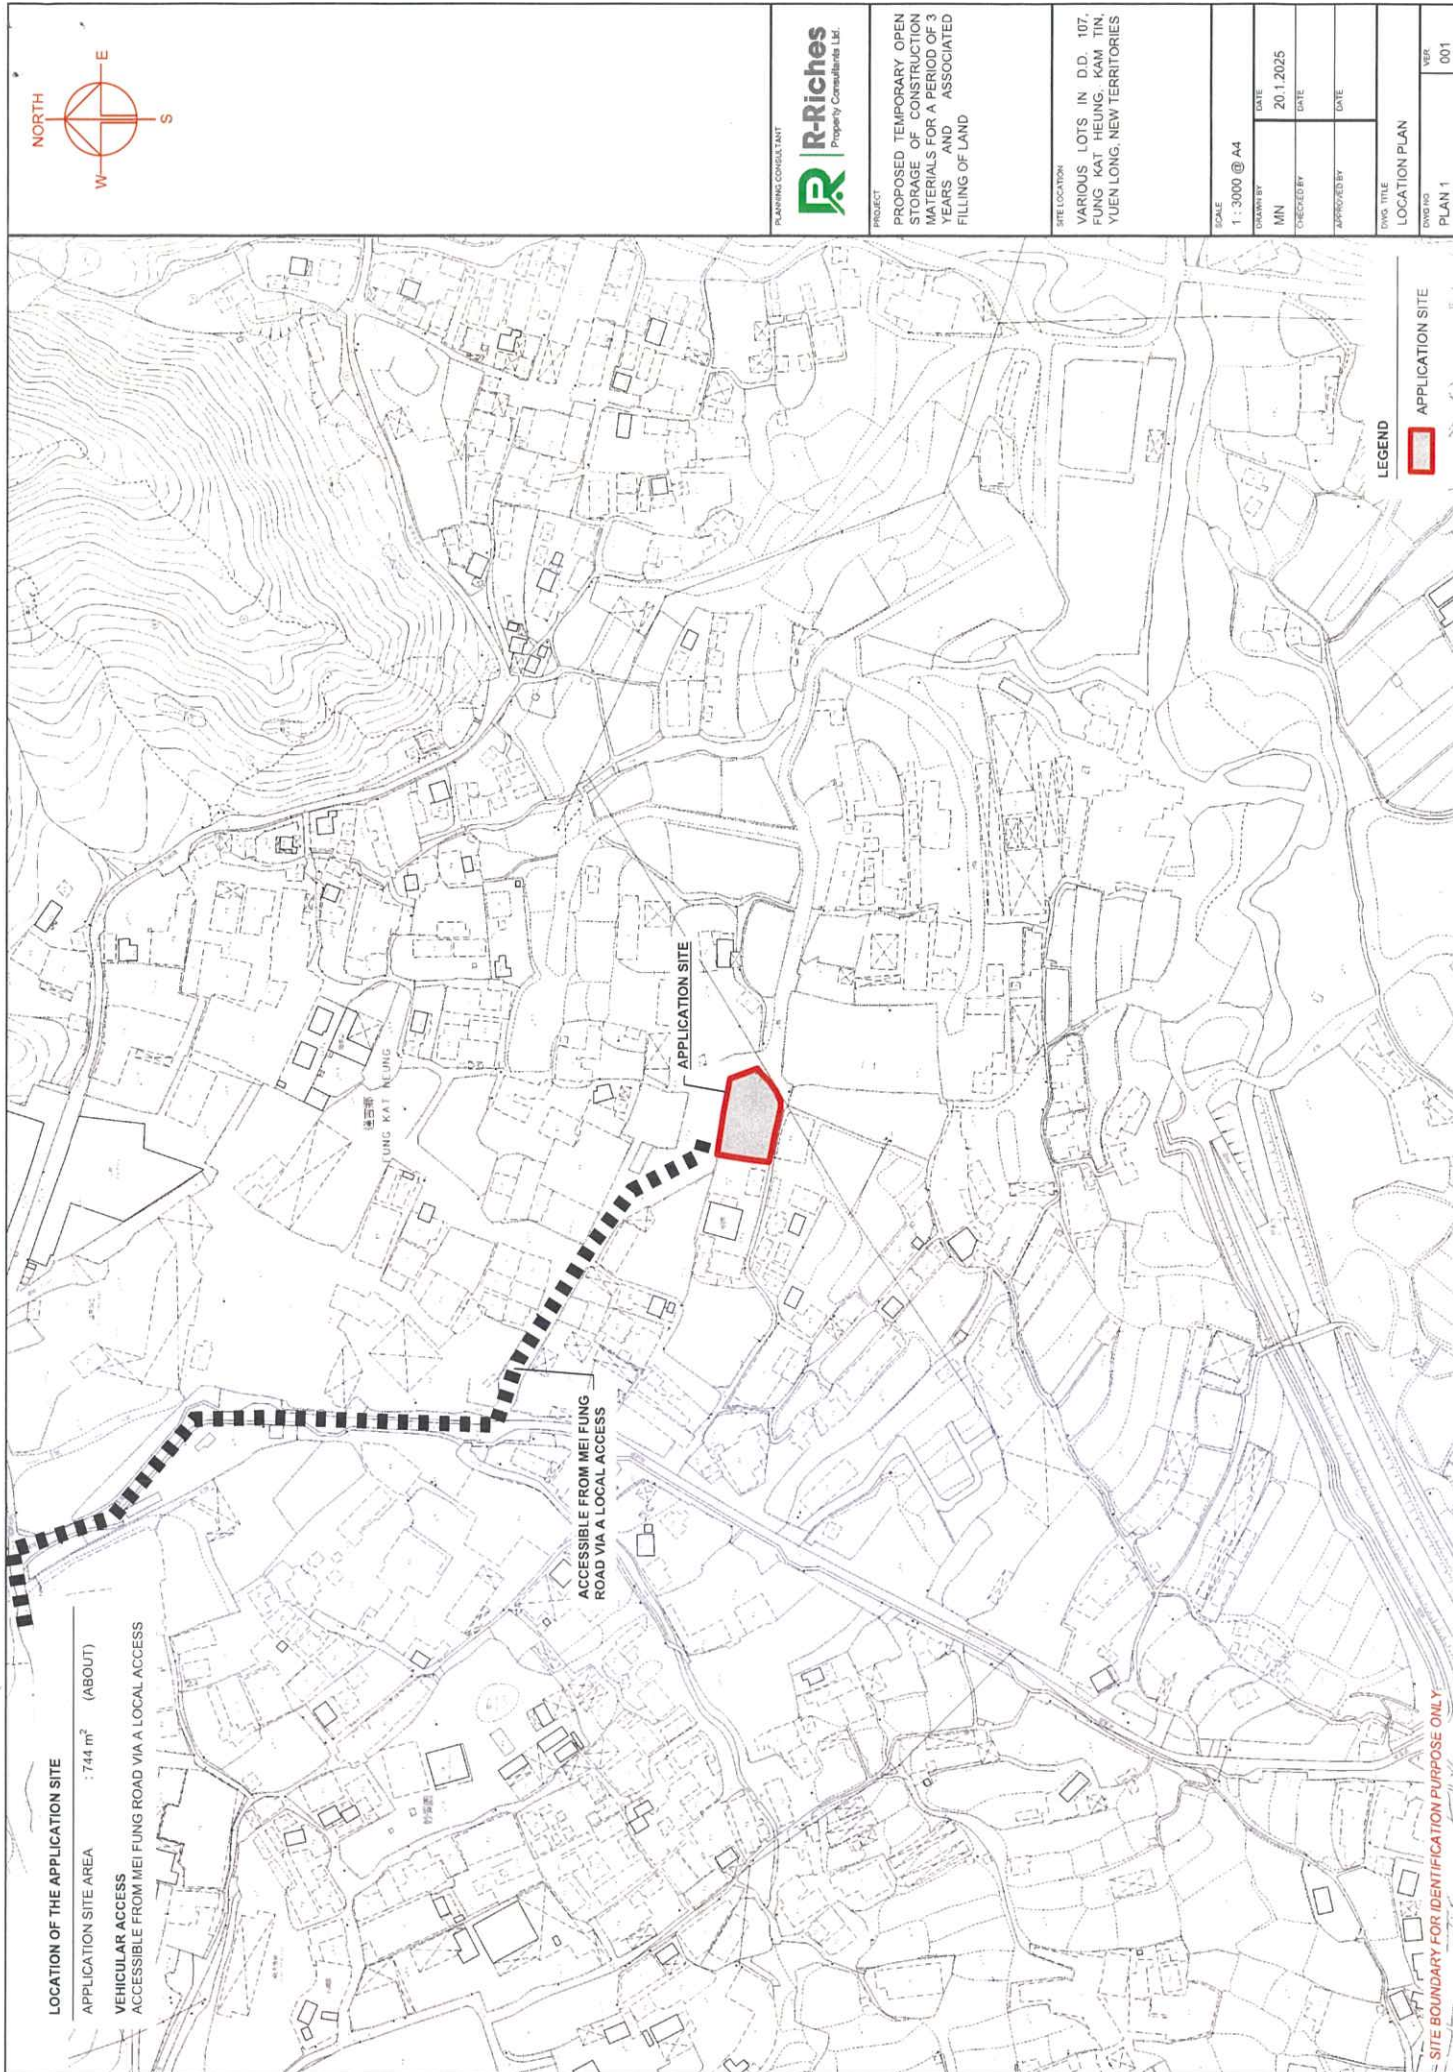 LOCATION OF THE APPLICATION SITE
APPLICATION SITE AREA : 744 m² (ABOUT)
VEHICULAR ACCESS
ACCESSIBLE FROM MEI FUNG ROAD VIA A LOCAL ACCESS
ACCESSIBLE FROM MEI FUNG
ROAD VIA A LOCAL ACCESS
APPLICATION SITE
逢吉鄉
FUNG KAT HEUNG
LEGEND
APPLICATION SITE
SITE BOUNDARY FOR IDENTIFICATION PURPOSE ONLY
NORTH
W
E
S
PLANNING CONSULTANT
R-Riches
Property Consultants Ltd.
PROJECT
PROPOSED TEMPORARY OPEN
STORAGE OF CONSTRUCTION
MATERIALS FOR A PERIOD OF 3
YEARS AND ASSOCIATED
FILLING OF LAND
SITE LOCATION
VARIOUS LOTS IN D.D. 107,
FUNG KAT HEUNG, KAM TIN,
YUEN LONG, NEW TERRITORIES
SCALE
1 : 3000 @ A4
DRAWN BY DATE
MN 20.1.2025
CHECKED BY DATE
APPROVED BY DATE
DWG. TITLE
LOCATION PLAN
DWG NO. VER.
PLAN 1 001